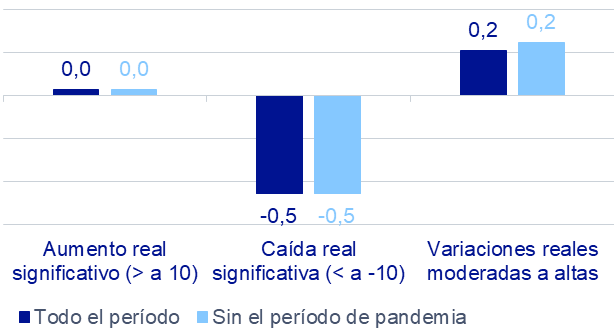 0,0 0,0 0,2 0,2
-0,5 -0,5
Aumento real
significativo (> a 10)
Caída real
significativa (< a -10)
Variaciones reales
moderadas a altas
Todo el período Sin el período de pandemia